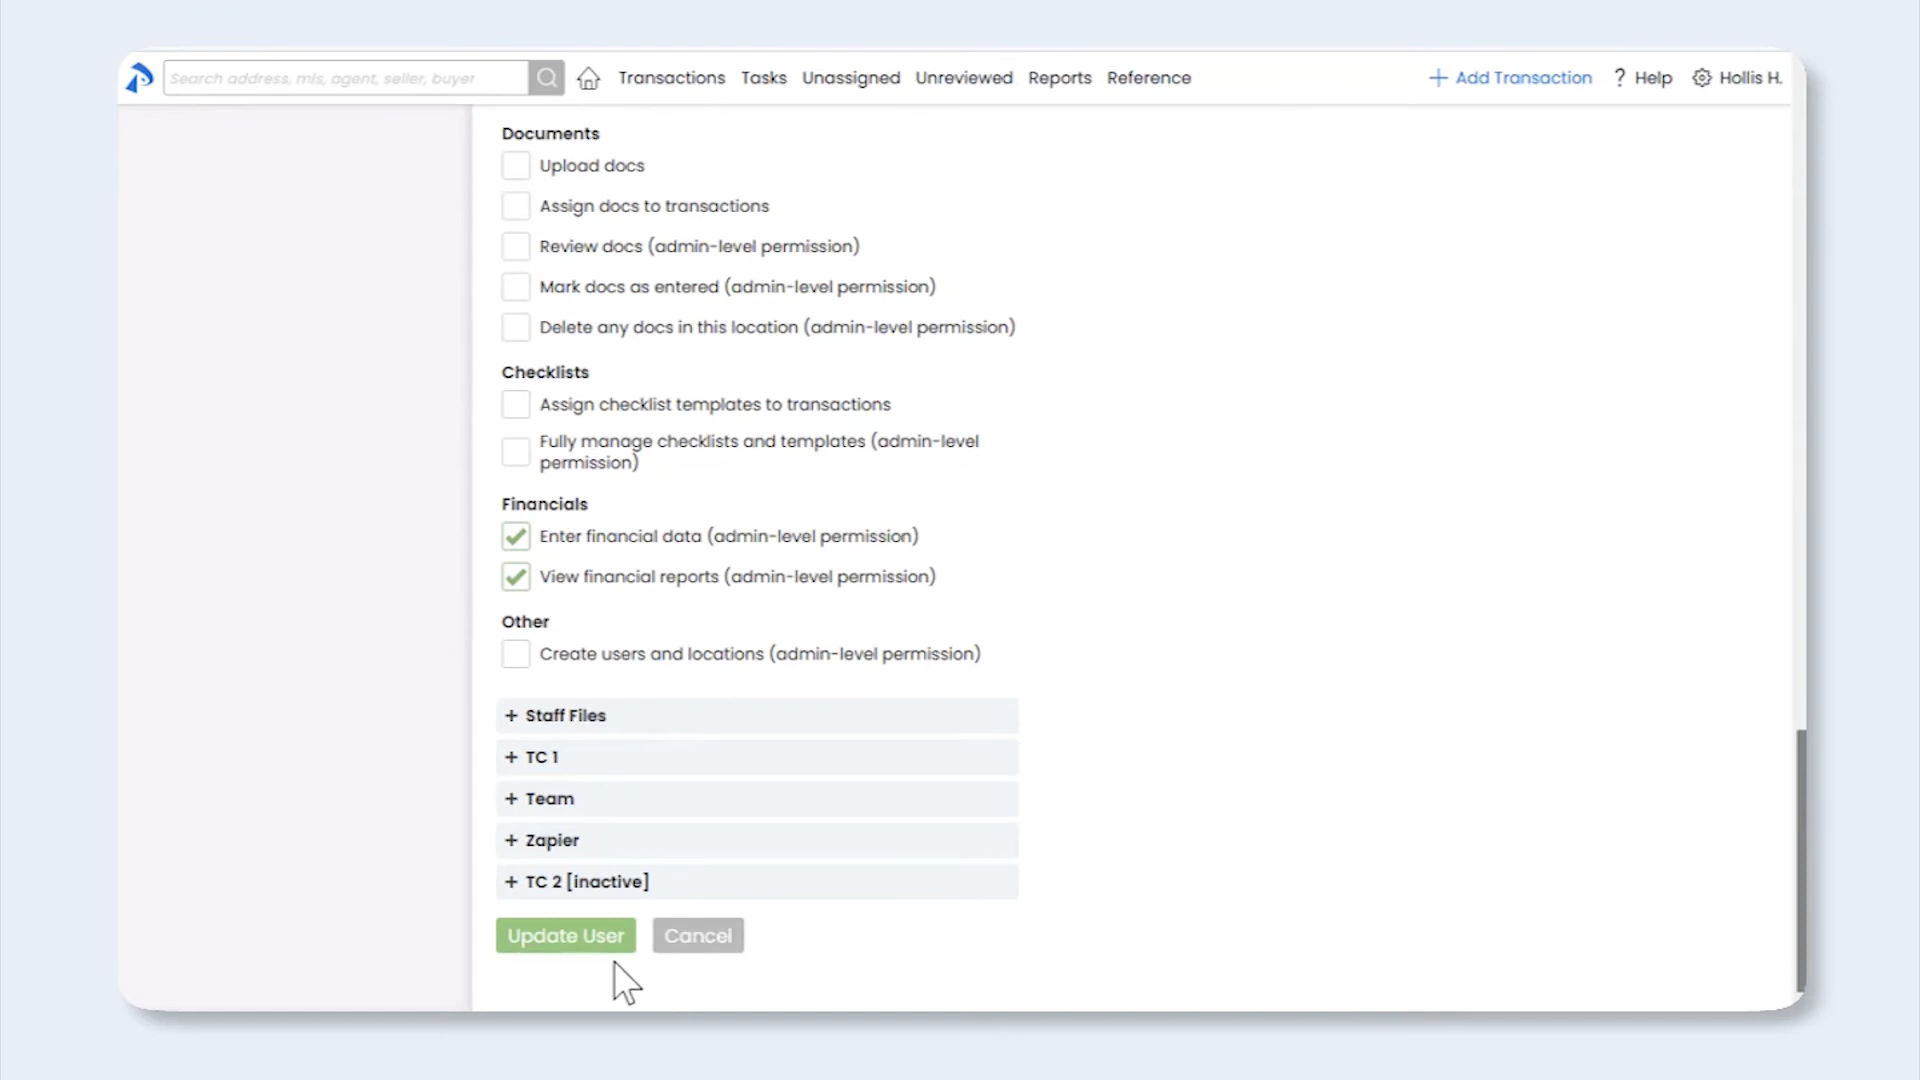 Search address, mls, agent, seller, buyer
Transactions Tasks Unassigned Unreviewed Reports Reference
+ Add Transaction ? Help Hollis H.
Documents
Upload docs
Assign docs to transactions
Review docs (admin-level permission)
Mark docs as entered (admin-level permission)
Delete any docs in this location (admin-level permission)
Checklists
Assign checklist templates to transactions
Fully manage checklists and templates (admin-level
permission)
Financials
Enter financial data (admin-level permission)
View financial reports (admin-level permission)
Other
Create users and locations (admin-level permission)
+ Staff Files
+ TC 1
+ Team
+ Zapier
+ TC 2 [inactive]
Update User
Cancel